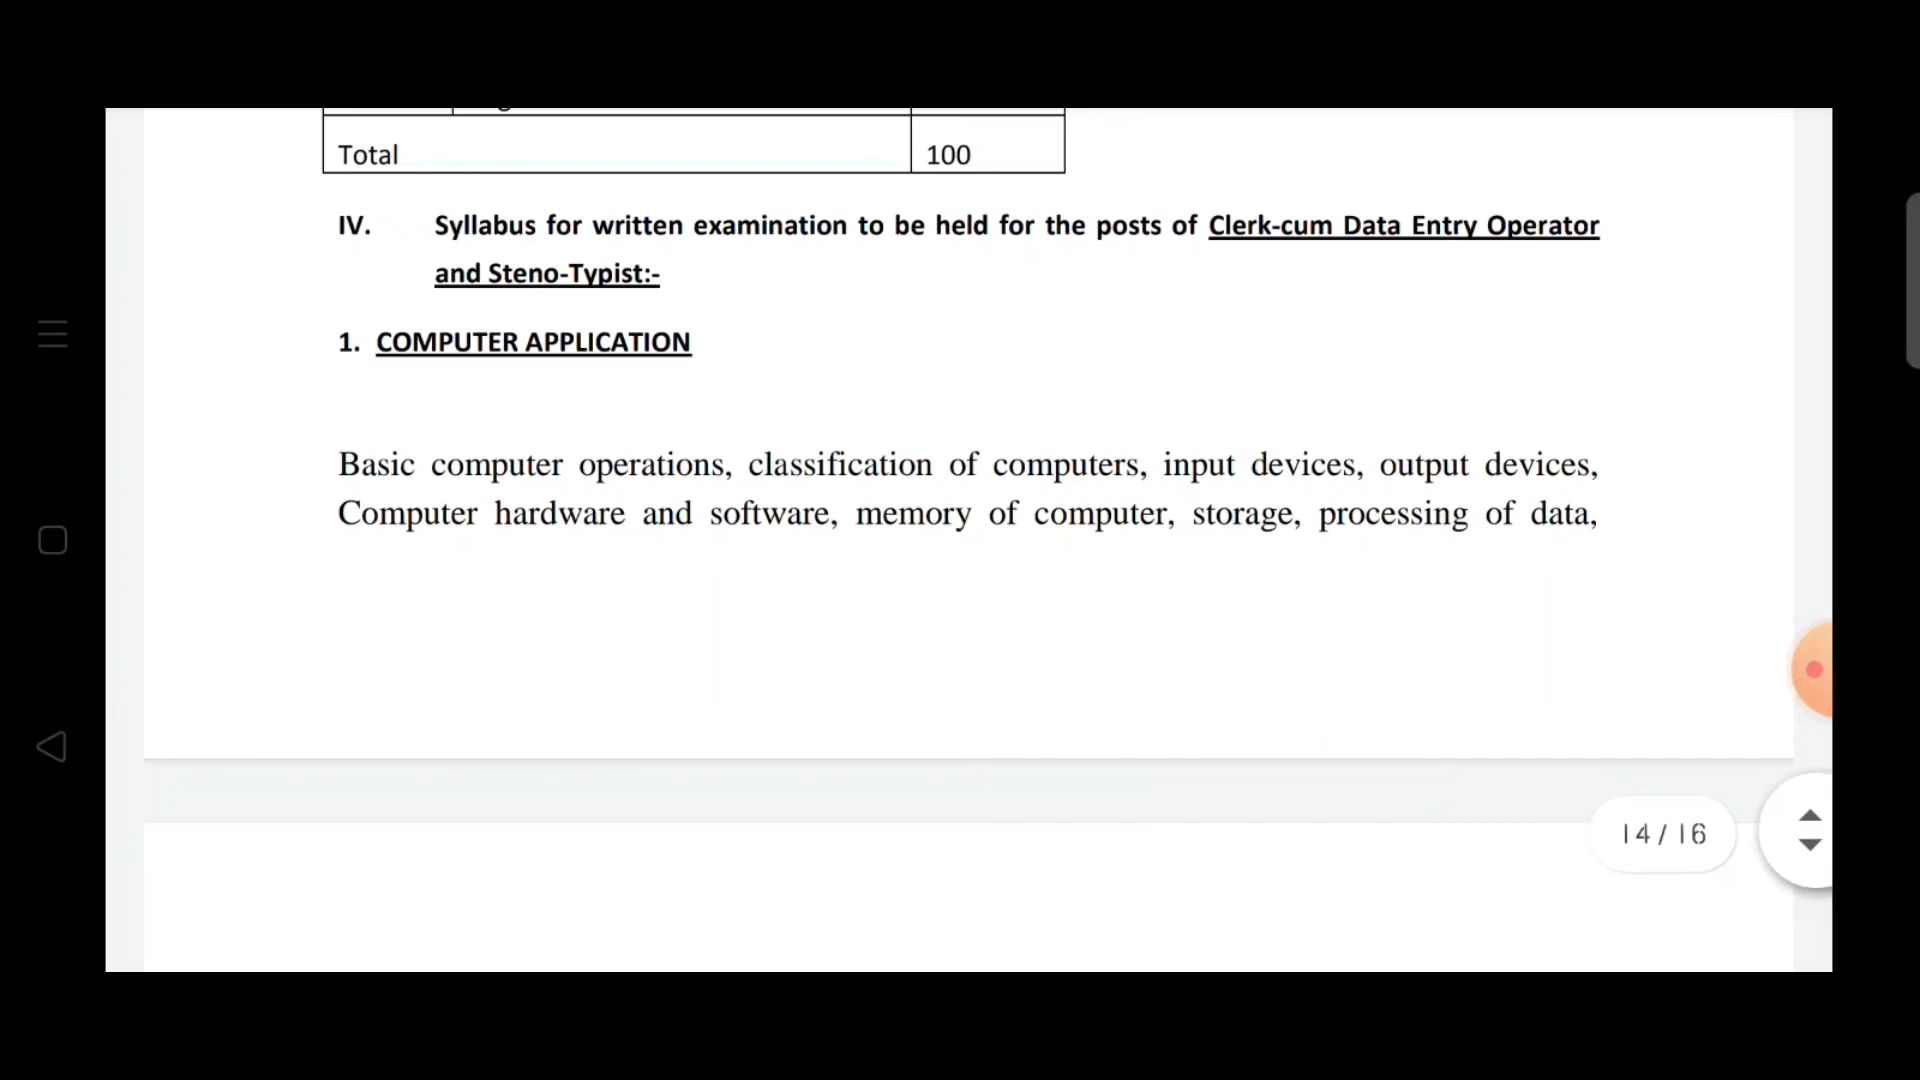 Total 100
IV. Syllabus for written examination to be held for the posts of Clerk-cum Data Entry Operator
and Steno-Typist:-
1. COMPUTER APPLICATION
Basic computer operations, classification of computers, input devices, output devices,
Computer hardware and software, memory of computer, storage, processing of data,
14 / 16